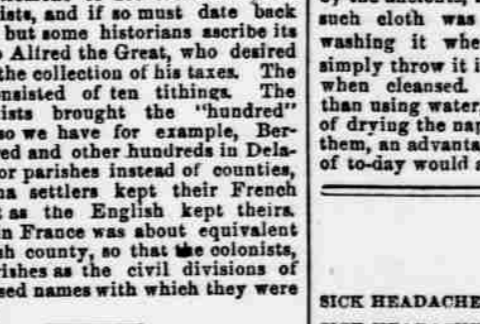 ists, and if so must date back
but some historians ascribe its
Alfred the Great, who desired
the collection of his taxes. The
nsisted of ten tithings. The
ists brought the "hundred"
so we have for example, Ber-
ed and other hundreds in Dela-
or parishes instead of counties,
na settlers kept their French
as the English kept theirs.
n France was about equivalent
sh county, so that the colonists,
rishes as the civil divisions of
sed names with which they were
such cloth was
washing it whe
simply throw it i
when cleansed.
than using water,
of drying the nap
them, an advanta
of to-day would a
SICK HEADACHE